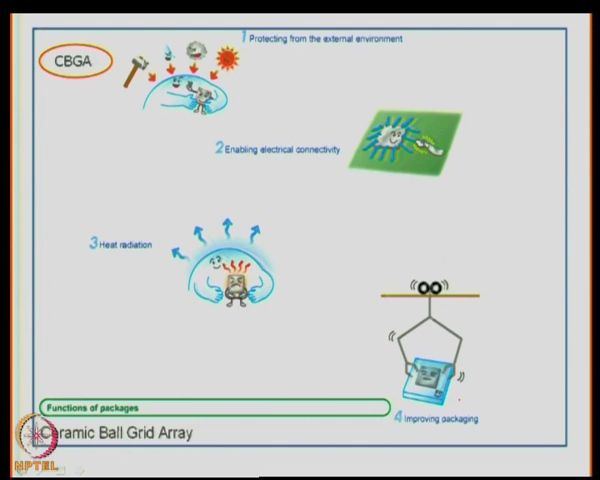 1 Protecting from the external environment
CBGA
2 Enabling electrical connectivity
3 Heat radiation
Functions of packages
4 Improving packaging
Ceramic Ball Grid Array
NPTEL